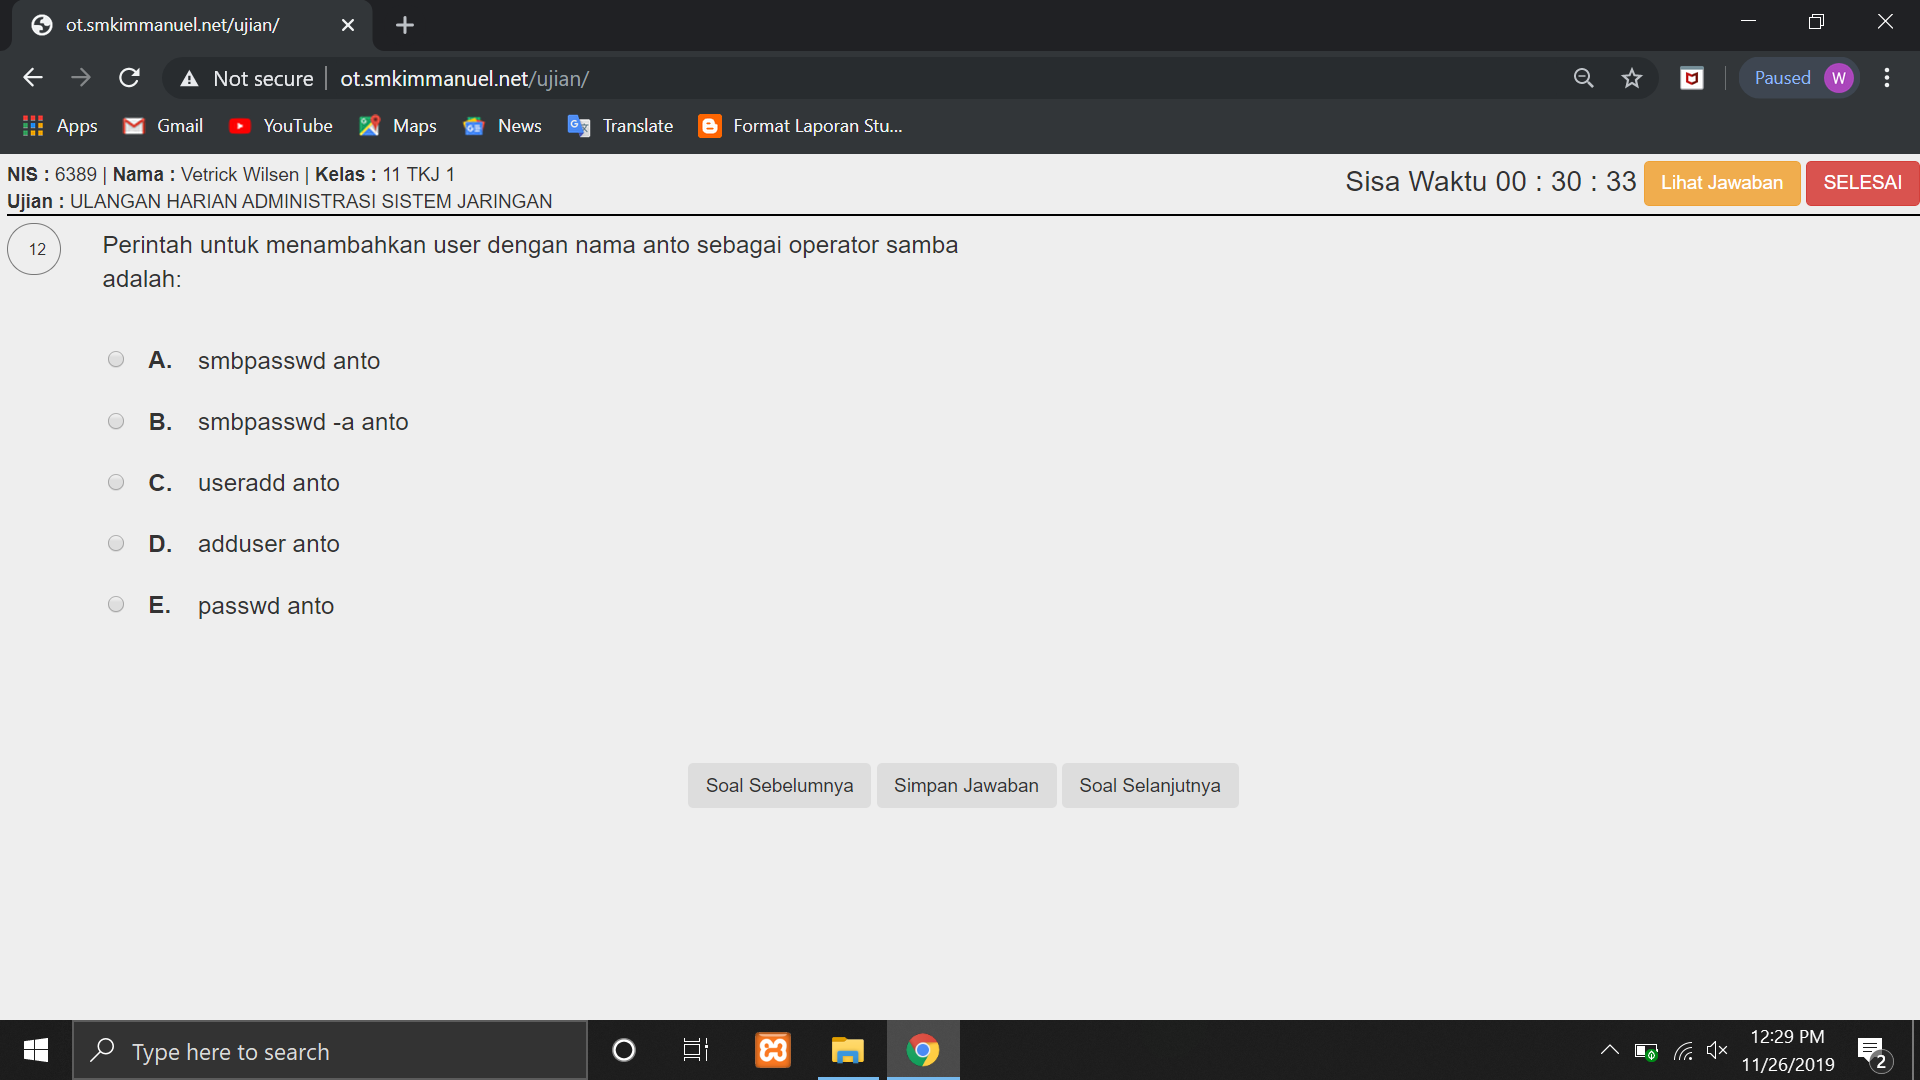 ot.smkimmanuel.net/ujian/
Not secure | ot.smkimmanuel.net/ujian/
Paused W
Apps Gmail YouTube Maps News Translate Format Laporan Stu...
NIS : 6389 | Nama : Vetrick Wilsen | Kelas : 11 TKJ 1
Ujian : ULANGAN HARIAN ADMINISTRASI SISTEM JARINGAN
Sisa Waktu 00 : 30 : 33 Lihat Jawaban SELESAI
12 Perintah untuk menambahkan user dengan nama anto sebagai operator samba
adalah:
A. smbpasswd anto
B. smbpasswd -a anto
C. useradd anto
D. adduser anto
E. passwd anto
Soal Sebelumnya Simpan Jawaban Soal Selanjutnya
Type here to search
12:29 PM
11/26/2019
2